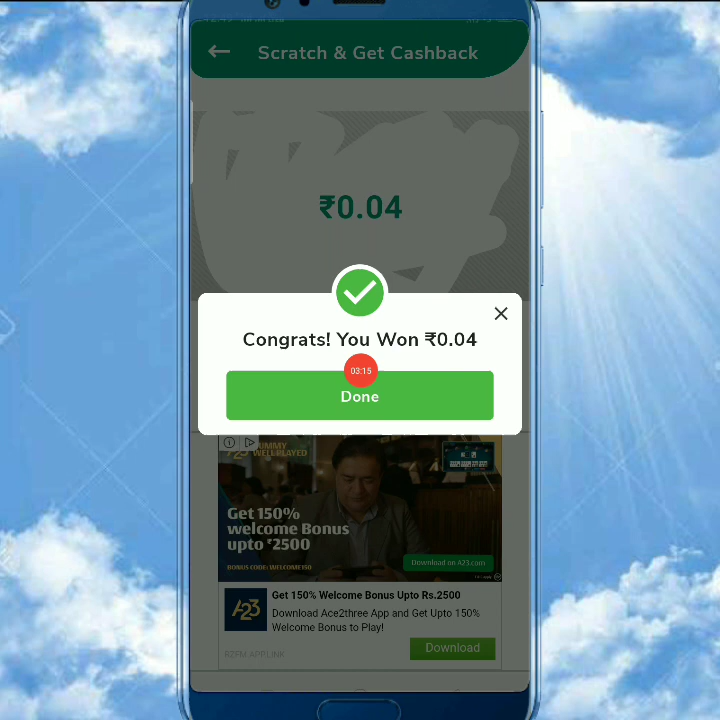 Scratch & Get Cashback
₹0.04
Congrats! You Won ₹0.04
03:15
Done
WELL PLAYED
Get 150%
welcome Bonus
upto ₹2500
BONUS CODE: WELCOME150
Download on A23.com
A23
Get 150% Welcome Bonus Upto Rs.2500
Download Ace2three App and Get Upto 150%
Welcome Bonus to Play!
Download